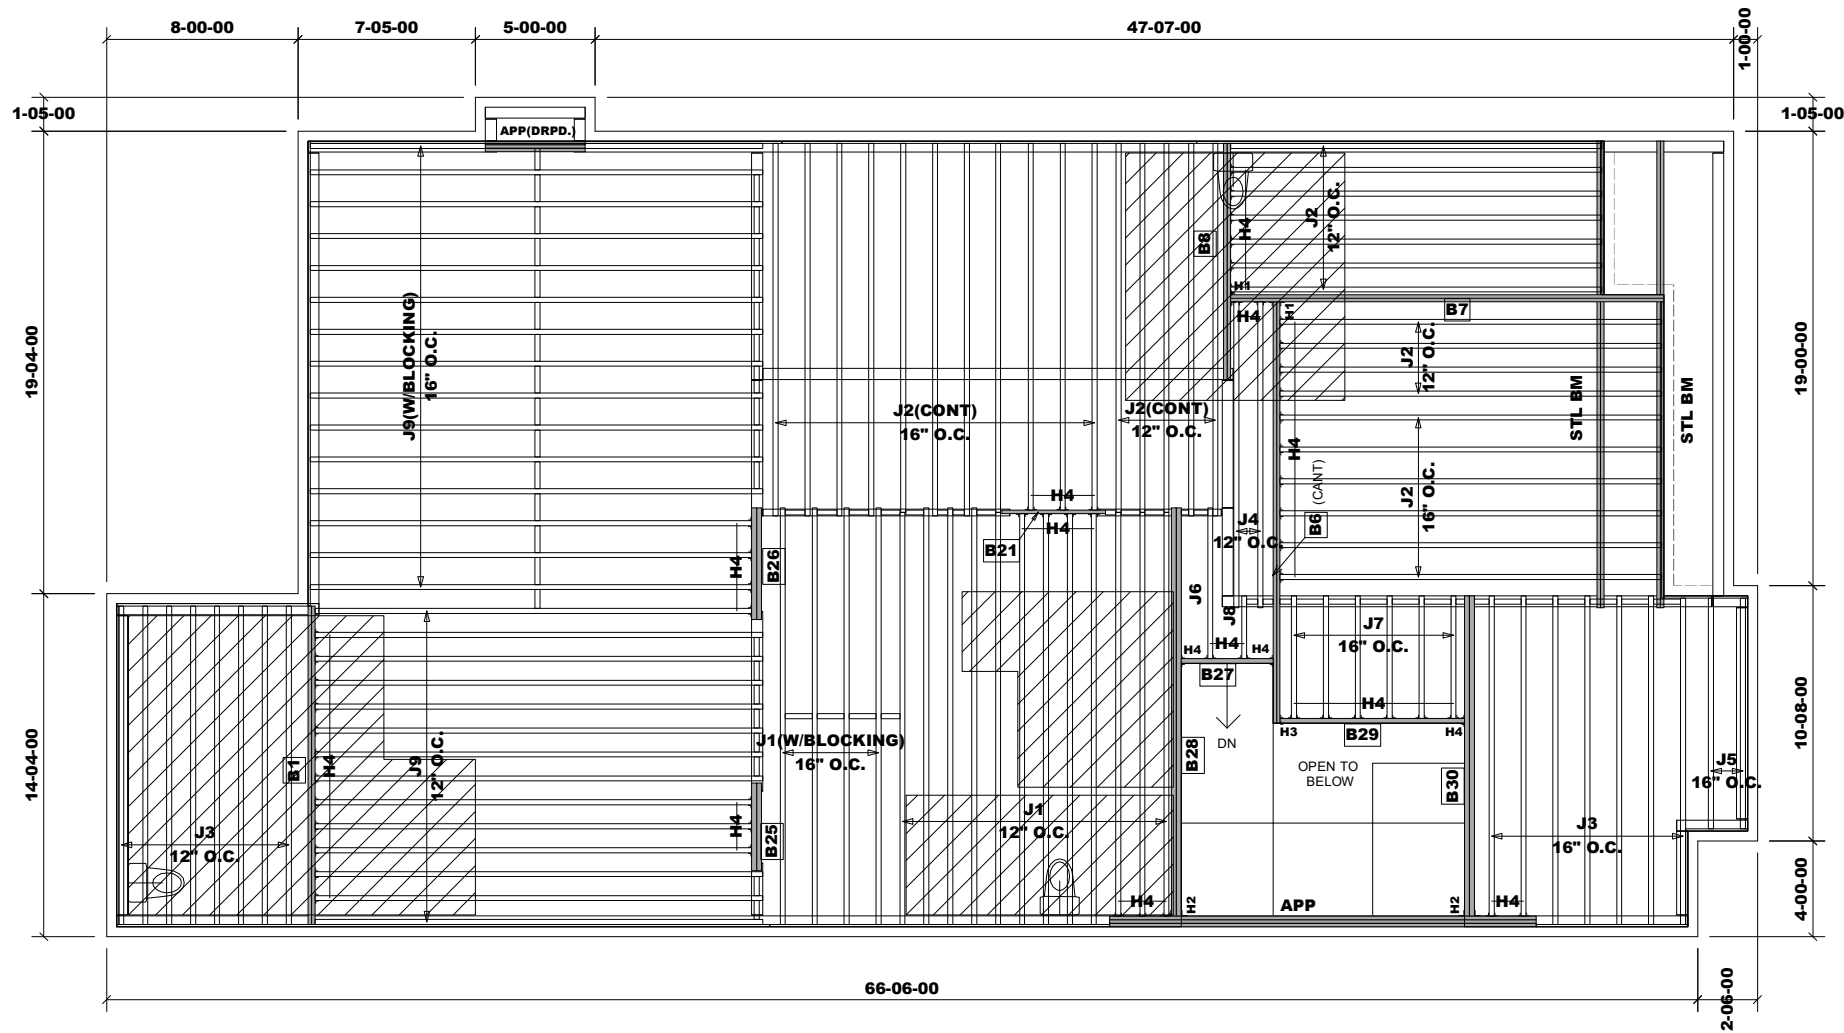 8-00-00
7-05-00
5-00-00
47-07-00
1-00-00
1-05-00
1-05-00
APP(DRPD.)
19-04-00
19-00-00
J9(W/BLOCKING)
16" O.C.
B8
H4
J2
12" O.C.
H1
H4
H1
B7
J2
12" O.C.
J2(CONT)
16" O.C.
J2(CONT)
12" O.C.
STL BM
STL BM
H4
B6
(CANT)
J2
16" O.C.
H4
H4
B21
J4
12" O.C.
H4
B26
J6
J8
J7
16" O.C.
H4
H4
H4
B27
H4
H3
B29
H4
14-04-00
10-08-00
B1
H4
J9
12" O.C.
J1(W/BLOCKING)
16" O.C.
B28
DN
OPEN TO
BELOW
B30
J5
16" O.C.
J3
12" O.C.
H4
B25
J1
12" O.C.
J3
16" O.C.
H4
H2
APP
H2
H4
4-00-00
66-06-00
2-06-00